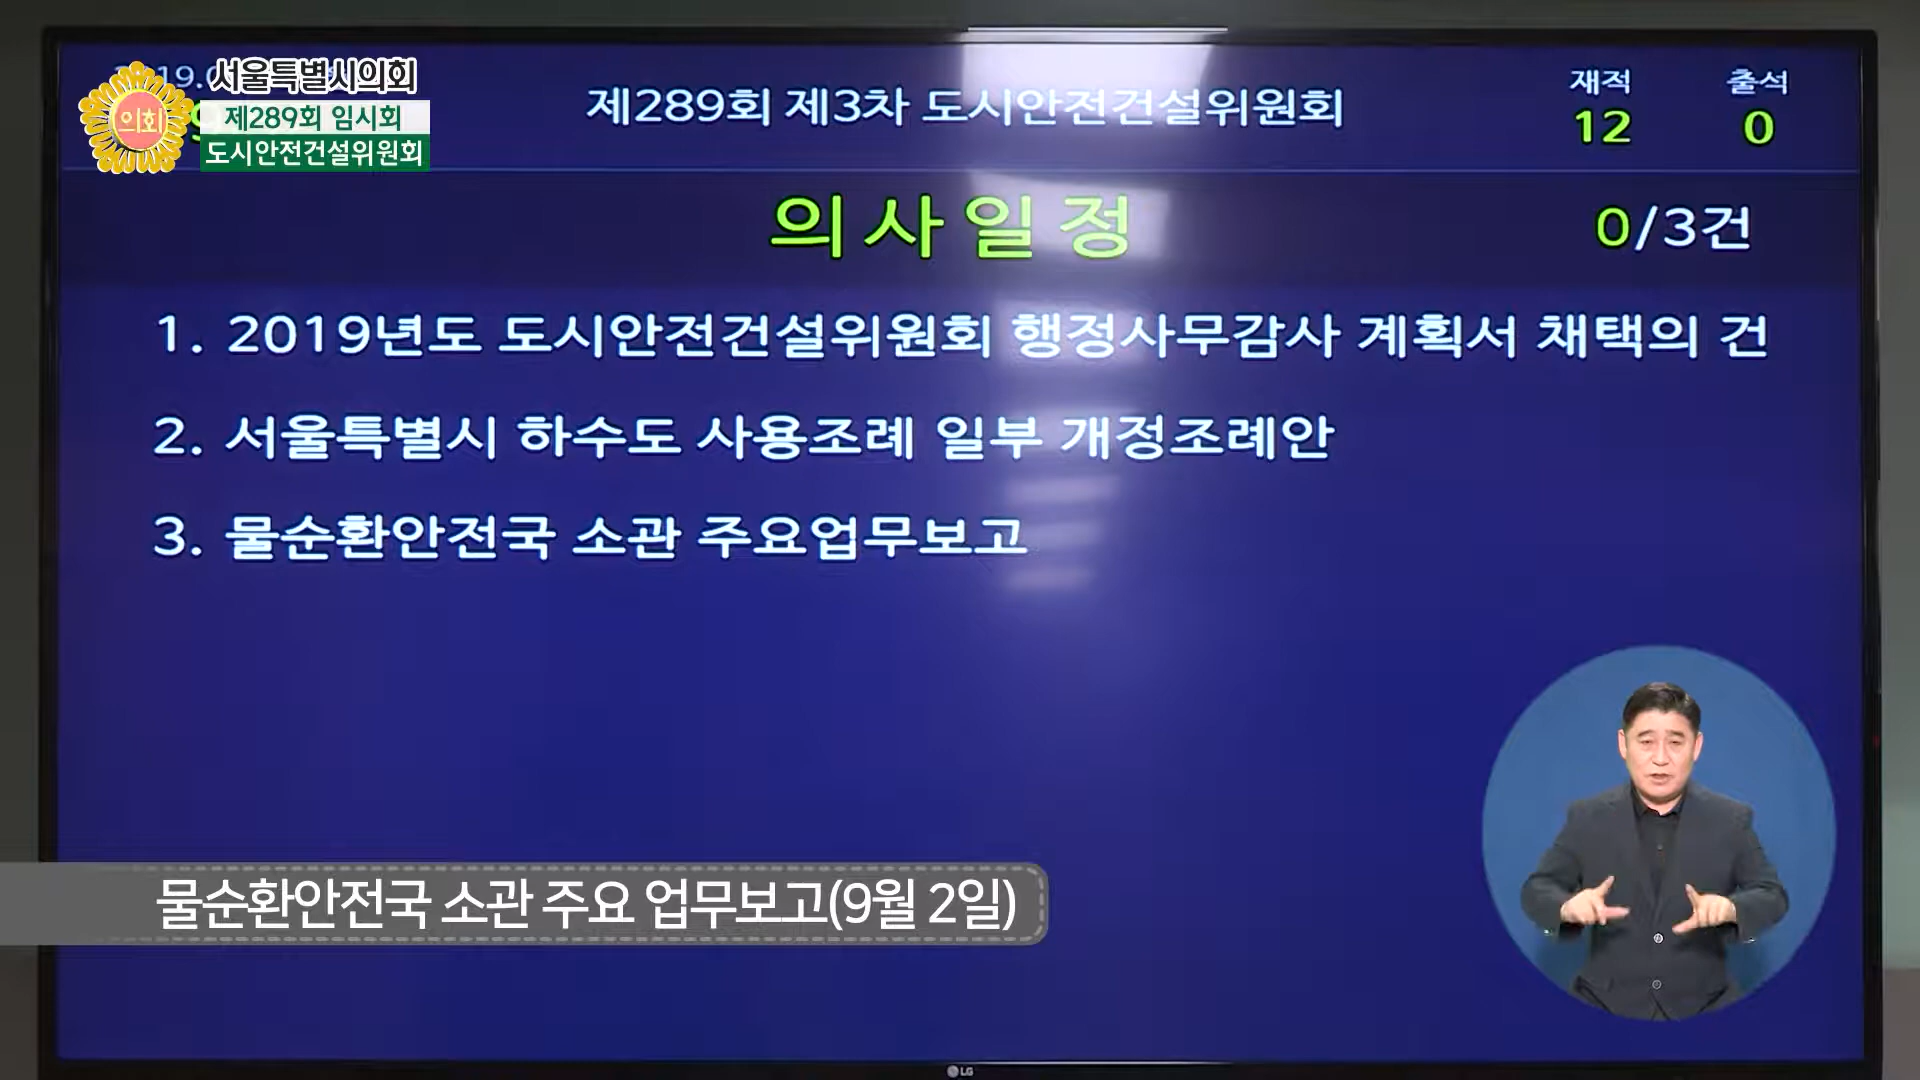 서울특별시의회
의회
제289회 임시회
도시안전건설위원회
제289회 제3차 도시안전건설위원회
재적 출석
12 0
의사일정
0/3건
1. 2019년도 도시안전건설위원회 행정사무감사 계획서 채택의 건
2. 서울특별시 하수도 사용조례 일부 개정조례안
3. 물순환안전국 소관 주요업무보고
물순환안전국 소관 주요 업무보고(9월 2일)
LG